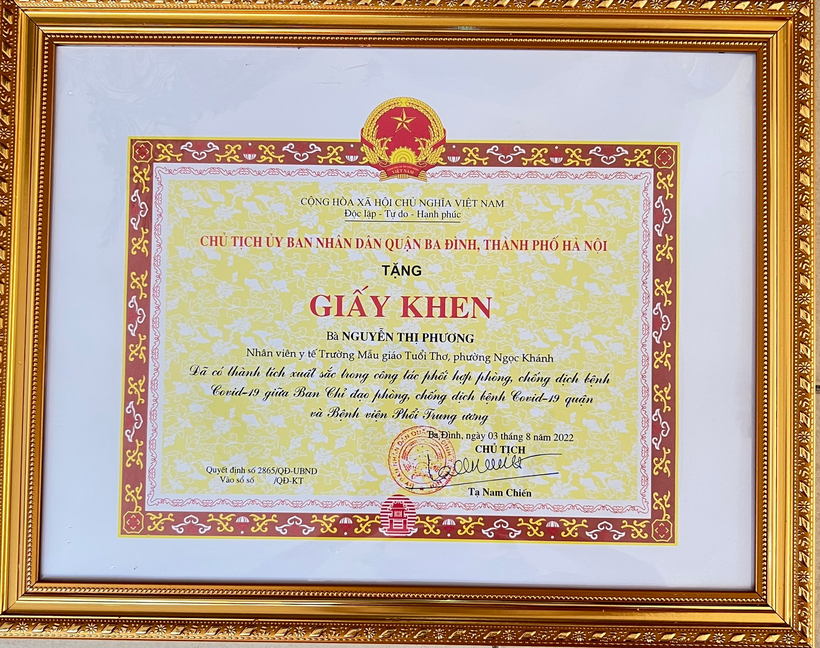 VIỆT NAM
CỘNG HÒA XÃ HỘI CHỦ NGHĨA VIỆT NAM
Độc lập - Tự do - Hạnh phúc
CHỦ TỊCH ỦY BAN NHÂN DÂN QUẬN BA ĐÌNH, THÀNH PHỐ HÀ NỘI
TẶNG
GIẤY KHEN
Bà NGUYỄN THỊ PHƯƠNG
Nhân viên y tế Trường Mẫu giáo Tuổi Thơ, phường Ngọc Khánh
Đã có thành tích xuất sắc trong công tác phối hợp phòng, chống dịch bệnh
Covid-19 giữa Ban Chỉ đạo phòng, chống dịch bệnh Covid-19 quận
và Bệnh viện Phổi Trung ương
Ba Đình, ngày 03 tháng 8 năm 2022
CHỦ TỊCH
Quyết định số 2865/QĐ-UBND
Vào sổ số /QĐ-KT
Tạ Nam Chiến